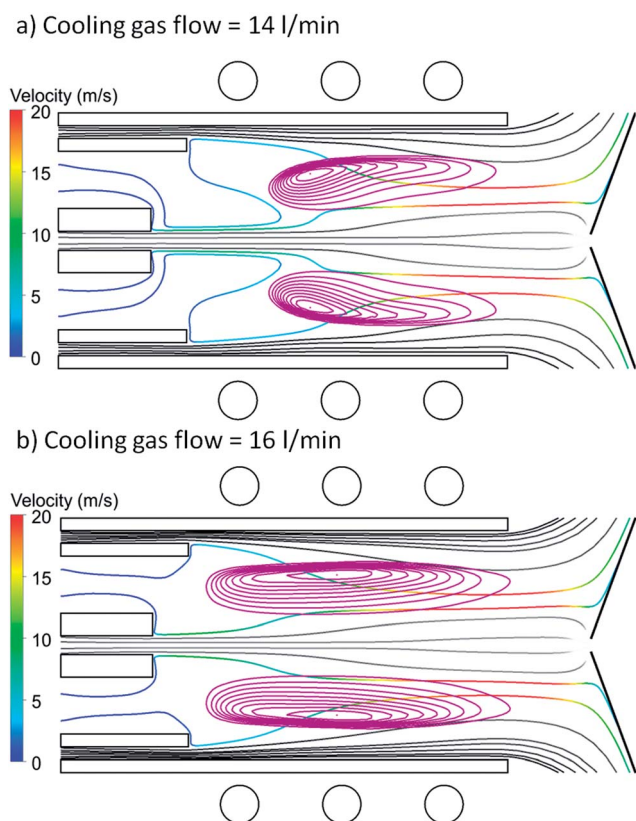 a) Cooling gas flow = 14 l/min
Velocity (m/s)
20
15
10
5
0
b) Cooling gas flow = 16 l/min
Velocity (m/s)
20
15
10
5
0